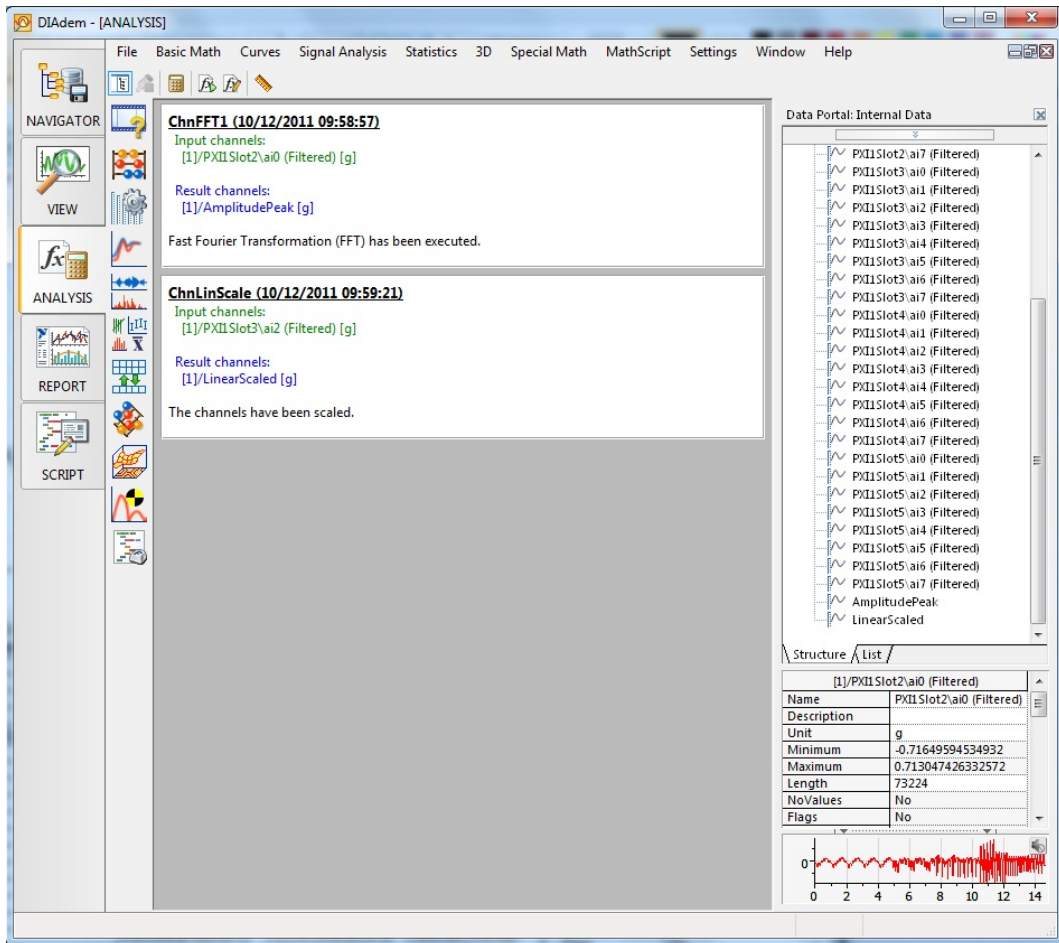 DIAdem - [ANALYSIS]
File Basic Math Curves Signal Analysis Statistics 3D Special Math MathScript Settings Window Help
NAVIGATOR
VIEW
ANALYSIS
REPORT
SCRIPT
ChnFFT1 (10/12/2011 09:58:57)
Input channels:
[1]/PXI1Slot2\ai0 (Filtered) [g]
Result channels:
[1]/AmplitudePeak [g]
Fast Fourier Transformation (FFT) has been executed.
ChnLinScale (10/12/2011 09:59:21)
Input channels:
[1]/PXI1Slot3\ai2 (Filtered) [g]
Result channels:
[1]/LinearScaled [g]
The channels have been scaled.
Data Portal: Internal Data
PXI1Slot2\ai7 (Filtered)
PXI1Slot3\ai0 (Filtered)
PXI1Slot3\ai1 (Filtered)
PXI1Slot3\ai2 (Filtered)
PXI1Slot3\ai3 (Filtered)
PXI1Slot3\ai4 (Filtered)
PXI1Slot3\ai5 (Filtered)
PXI1Slot3\ai6 (Filtered)
PXI1Slot3\ai7 (Filtered)
PXI1Slot4\ai0 (Filtered)
PXI1Slot4\ai1 (Filtered)
PXI1Slot4\ai2 (Filtered)
PXI1Slot4\ai3 (Filtered)
PXI1Slot4\ai4 (Filtered)
PXI1Slot4\ai5 (Filtered)
PXI1Slot4\ai6 (Filtered)
PXI1Slot4\ai7 (Filtered)
PXI1Slot5\ai0 (Filtered)
PXI1Slot5\ai1 (Filtered)
PXI1Slot5\ai2 (Filtered)
PXI1Slot5\ai3 (Filtered)
PXI1Slot5\ai4 (Filtered)
PXI1Slot5\ai5 (Filtered)
PXI1Slot5\ai6 (Filtered)
PXI1Slot5\ai7 (Filtered)
AmplitudePeak
LinearScaled
Structure List
[1]/PXI1Slot2\ai0 (Filtered)
Name PXI1Slot2\ai0 (Filtered)
Description
Unit g
Minimum -0.71649594534932
Maximum 0.713047426332572
Length 73224
NoValues No
Flags No
0
0 2 4 6 8 10 12 14